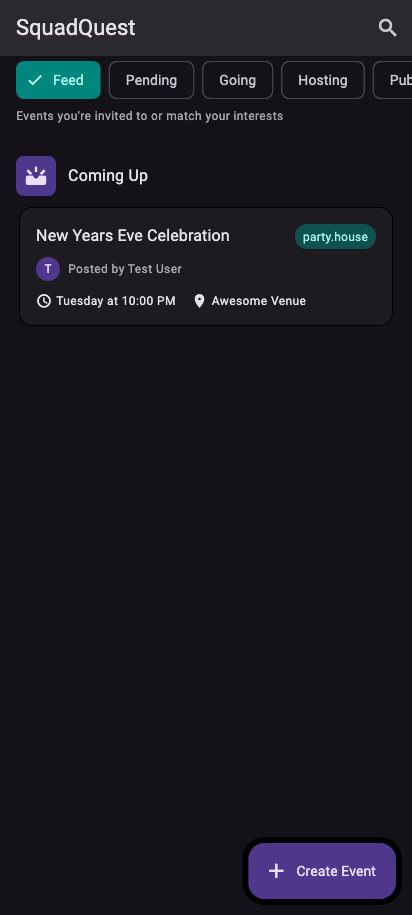 SquadQuest
Feed
Pending
Going
Hosting
Pub
Events you're invited to or match your interests
Coming Up
New Years Eve Celebration
party.house
T
Posted by Test User
Tuesday at 10:00 PM
Awesome Venue
Create Event